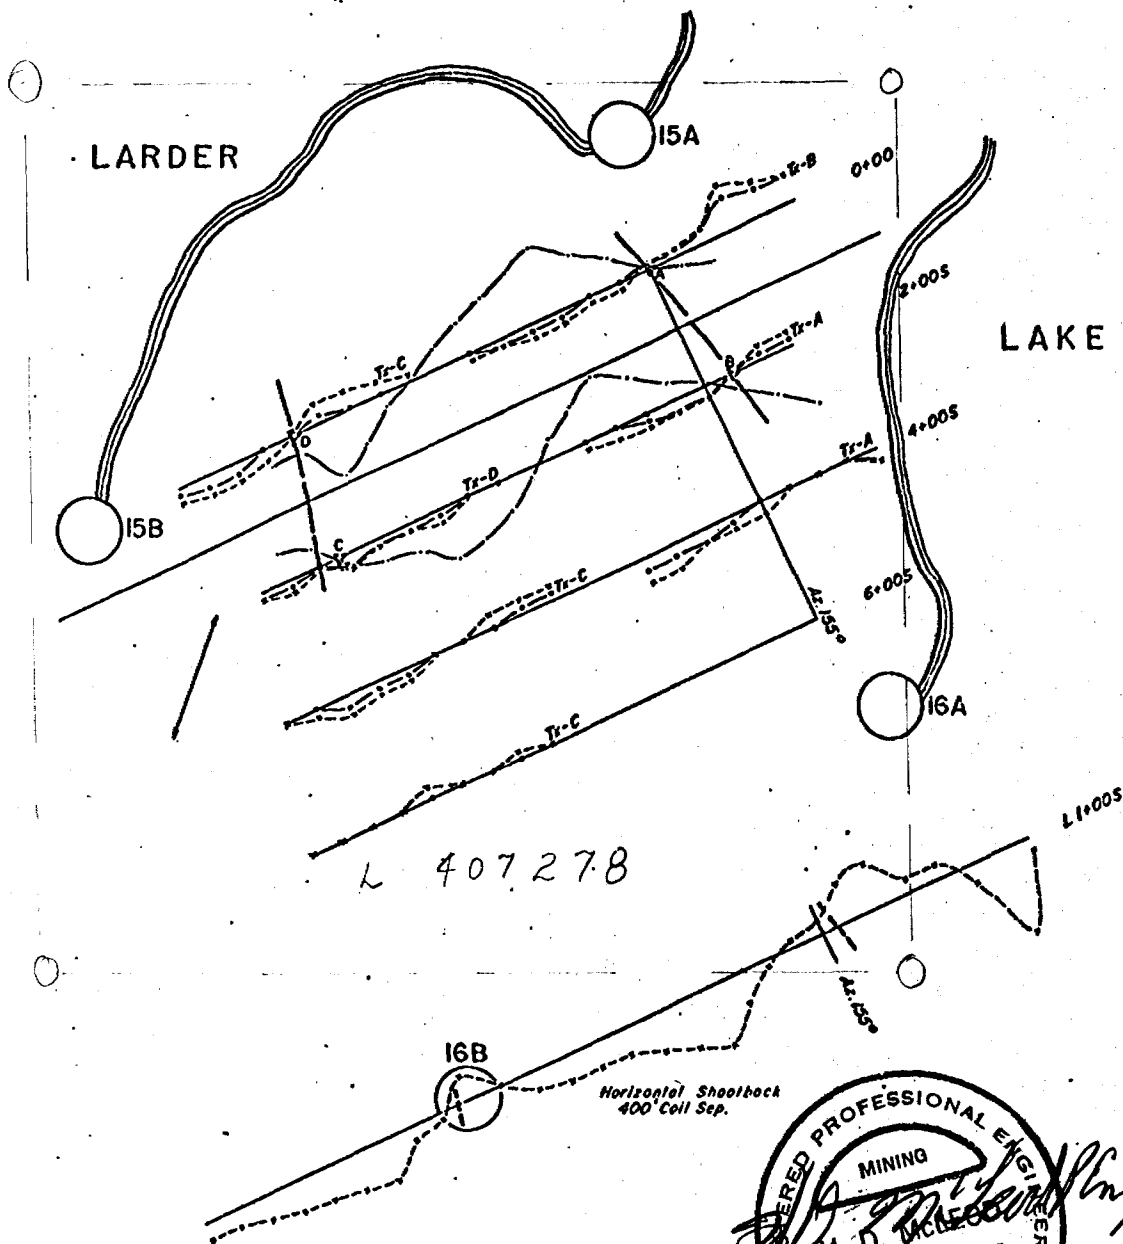 15A
LARDER
Tx-B
0+00
A
2+00S
LAKE
Tx-A
B
Tx-C
D
4+00S
Tx-A
Tx-D
15B
C
Tx-C
6+00S
Az. 155°
16A
Tx-C
L1+00S
L 407278
Az. 155°
16B
Horizontal Shootback
400' Coil Sep.
PROFESSIONAL
MINING
D. McLEOD